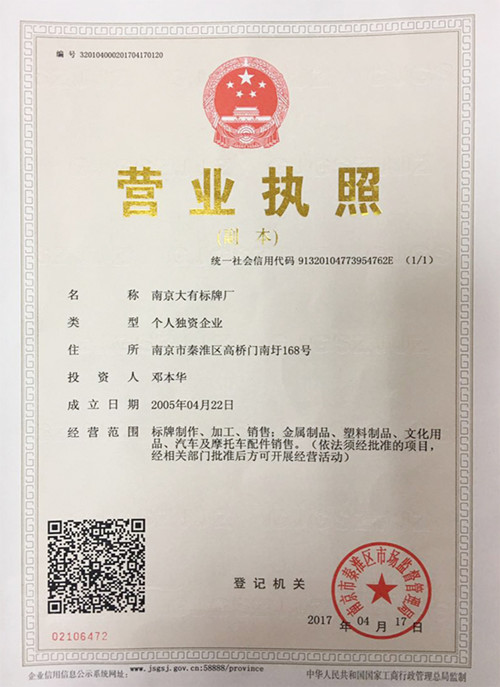 编 号 320104000201704170120
营业执照
(副 本)
统一社会信用代码 91320104773954762E (1/1)
名 称 南京大有标牌厂
类 型 个人独资企业
住 所 南京市秦淮区高桥门南圩168号
投 资 人 邓本华
成 立 日 期 2005年04月22日
经 营 范 围 标牌制作、加工、销售；金属制品、塑料制品、文化用
品、汽车及摩托车配件销售。（依法须经批准的项目，
经相关部门批准后方可开展经营活动）
登 记 机 关
南京市秦淮区市场监督管理局
2017 年 04 月 17 日
02106472
企业信用信息公示系统网址: www.jsgsj.gov.cn:58888/province
中华人民共和国国家工商行政管理总局监制